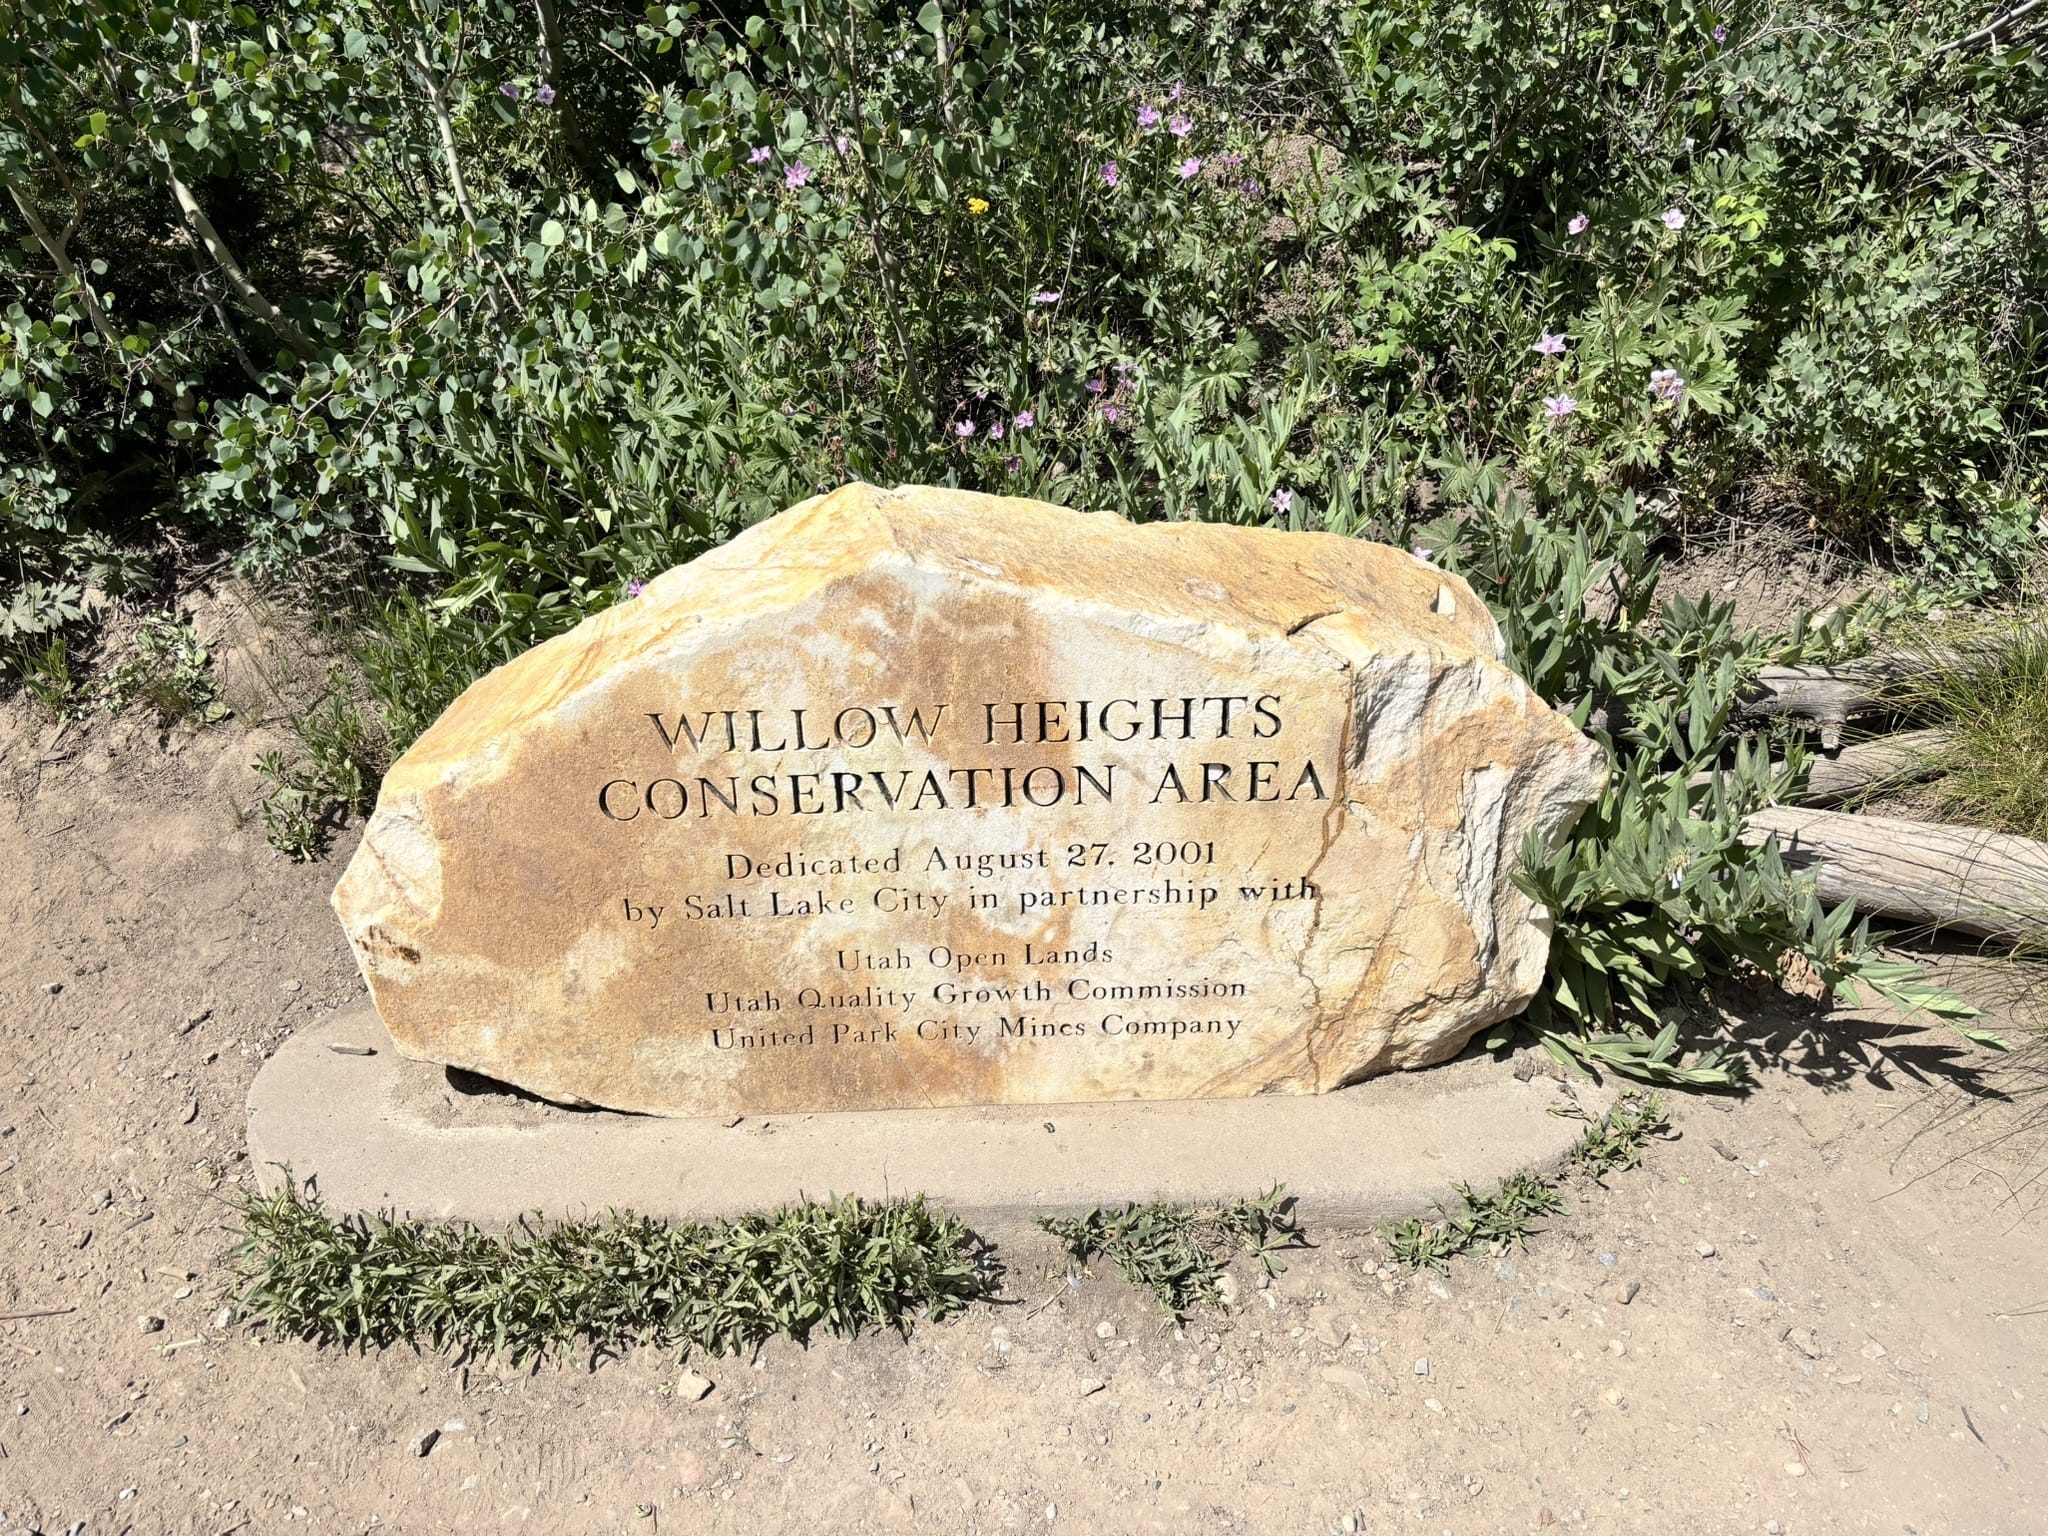 WILLOW HEIGHTS
CONSERVATION AREA
Dedicated August 27, 2001
by Salt Lake City in partnership with
Utah Open Lands
Utah Quality Growth Commission
United Park City Mines Company